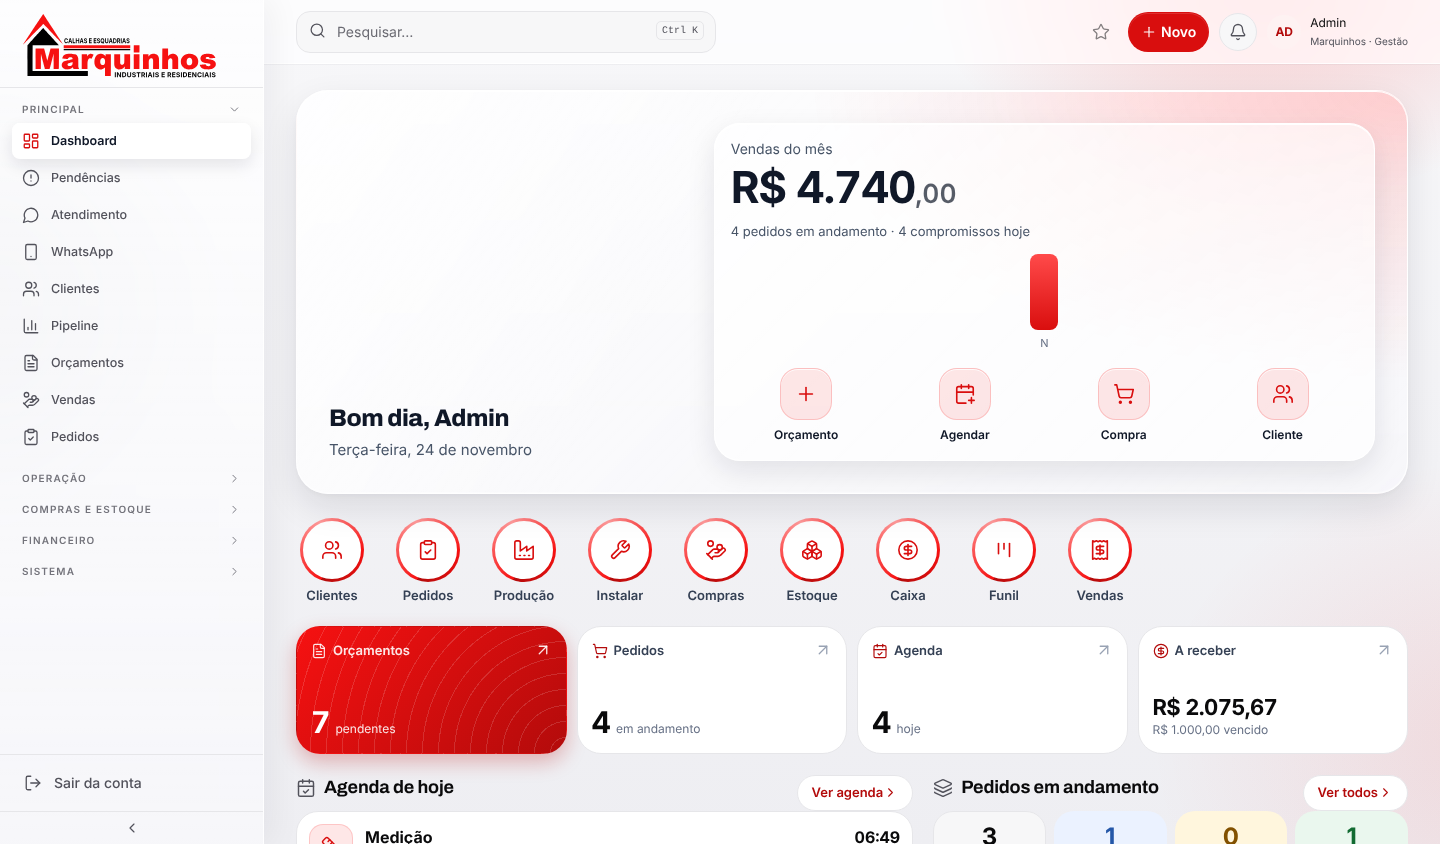 CALHAS E ESQUADRIAS
Marquinhos
INDUSTRIAIS E RESIDENCIAIS
Pesquisar...
Ctrl K
Novo
AD
Admin
Marquinhos · Gestão
PRINCIPAL
Dashboard
Pendências
Atendimento
WhatsApp
Clientes
Pipeline
Orçamentos
Vendas
Pedidos
OPERAÇÃO
COMPRAS E ESTOQUE
FINANCEIRO
SISTEMA
Sair da conta
Bom dia, Admin
Terça-feira, 24 de novembro
Vendas do mês
R$ 4.740,00
4 pedidos em andamento · 4 compromissos hoje
N
Orçamento
Agendar
Compra
Cliente
Clientes
Pedidos
Produção
Instalar
Compras
Estoque
Caixa
Funil
Vendas
Orçamentos
7 pendentes
Pedidos
4 em andamento
Agenda
4 hoje
A receber
R$ 2.075,67
R$ 1.000,00 vencido
Agenda de hoje
Ver agenda
Medição
06:49
Pedidos em andamento
Ver todos
3
1
0
1